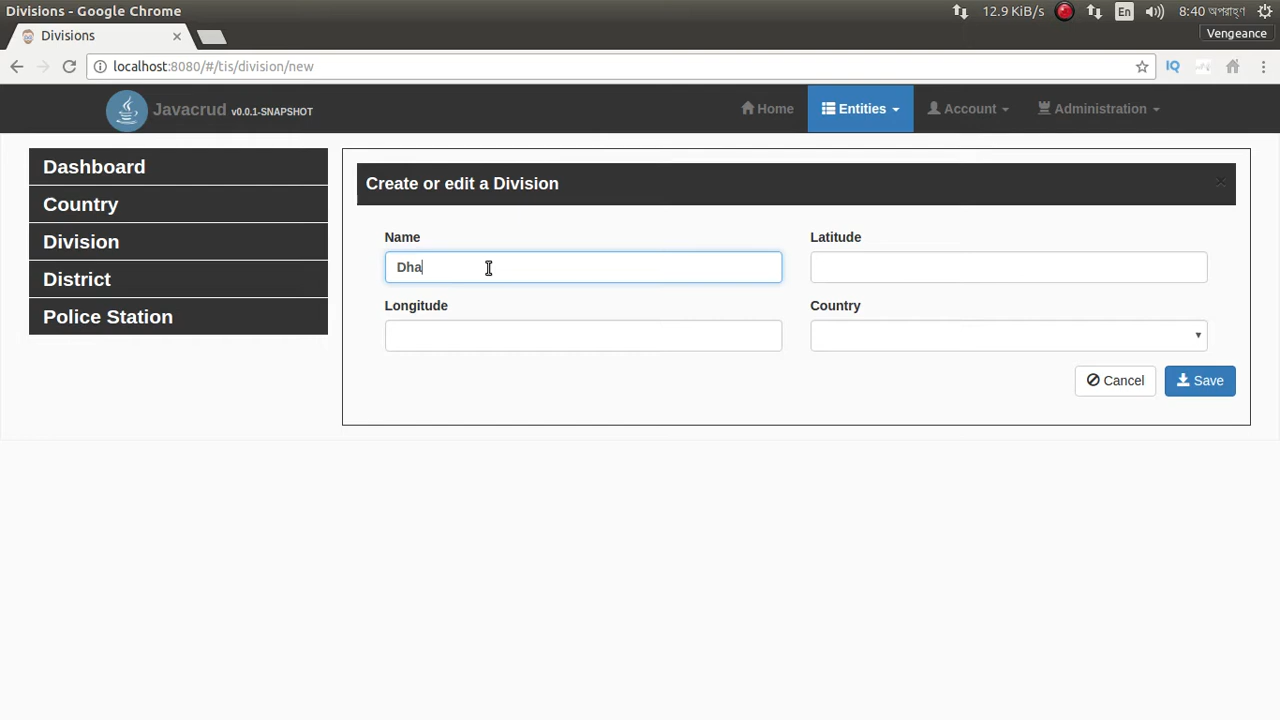 Divisions - Google Chrome
12.9 KiB/s
En
8:40 অপরাহ্ণ
Divisions
Vengeance
localhost:8080/#/tis/division/new
IQ
Javacrud v0.0.1-SNAPSHOT
Home
Entities
Account
Administration
Dashboard
Country
Division
District
Police Station
Create or edit a Division
Name
Latitude
Dha
Longitude
Country
Cancel
Save